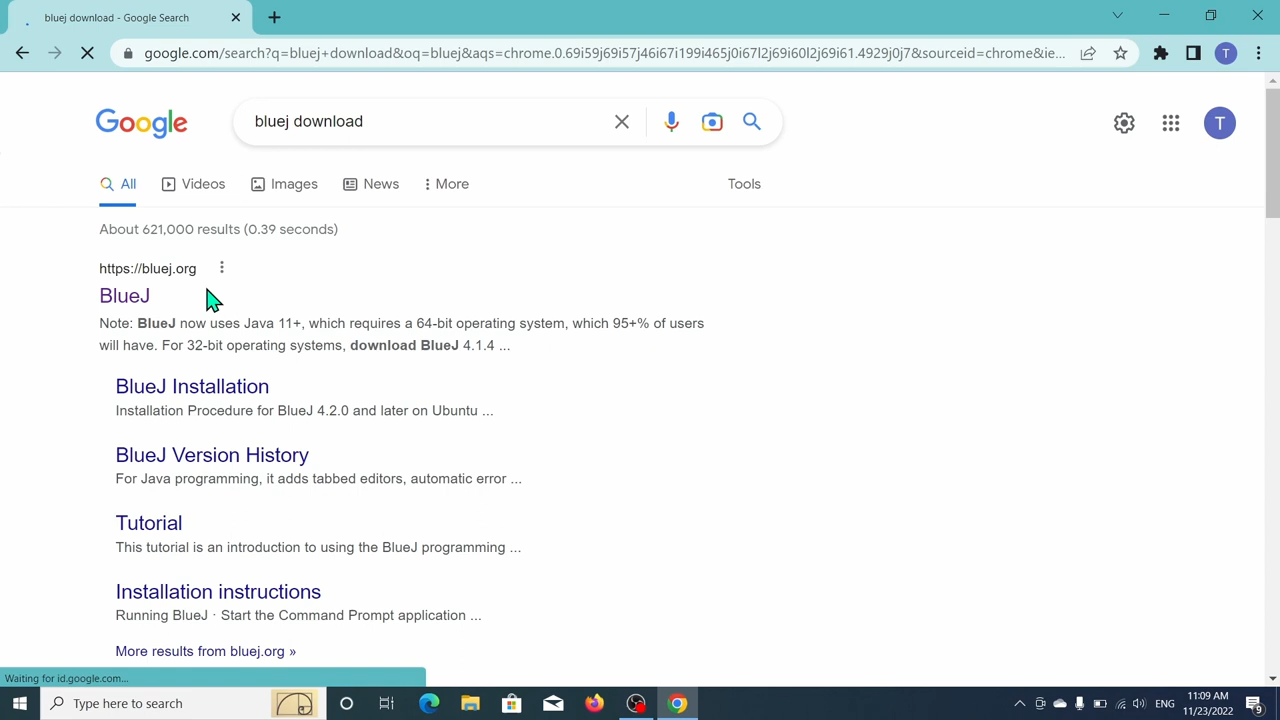 bluej download - Google Search
google.com/search?q=bluej+download&oq=bluej&aqs=chrome.0.69i59j69i57j46i67i199i465j0i67l2j69i60l2j69i61.4929j0j7&sourceid=chrome&ie...
T
Google
bluej download
T
All
Videos
Images
News
More
Tools
About 621,000 results (0.39 seconds)
https://bluej.org
BlueJ
Note: BlueJ now uses Java 11+, which requires a 64-bit operating system, which 95+% of users
will have. For 32-bit operating systems, download BlueJ 4.1.4 ...
BlueJ Installation
Installation Procedure for BlueJ 4.2.0 and later on Ubuntu ...
BlueJ Version History
For Java programming, it adds tabbed editors, automatic error ...
Tutorial
This tutorial is an introduction to using the BlueJ programming ...
Installation instructions
Running BlueJ · Start the Command Prompt application ...
More results from bluej.org »
Waiting for id.google.com...
Type here to search
ENG
11:09 AM
11/23/2022
9